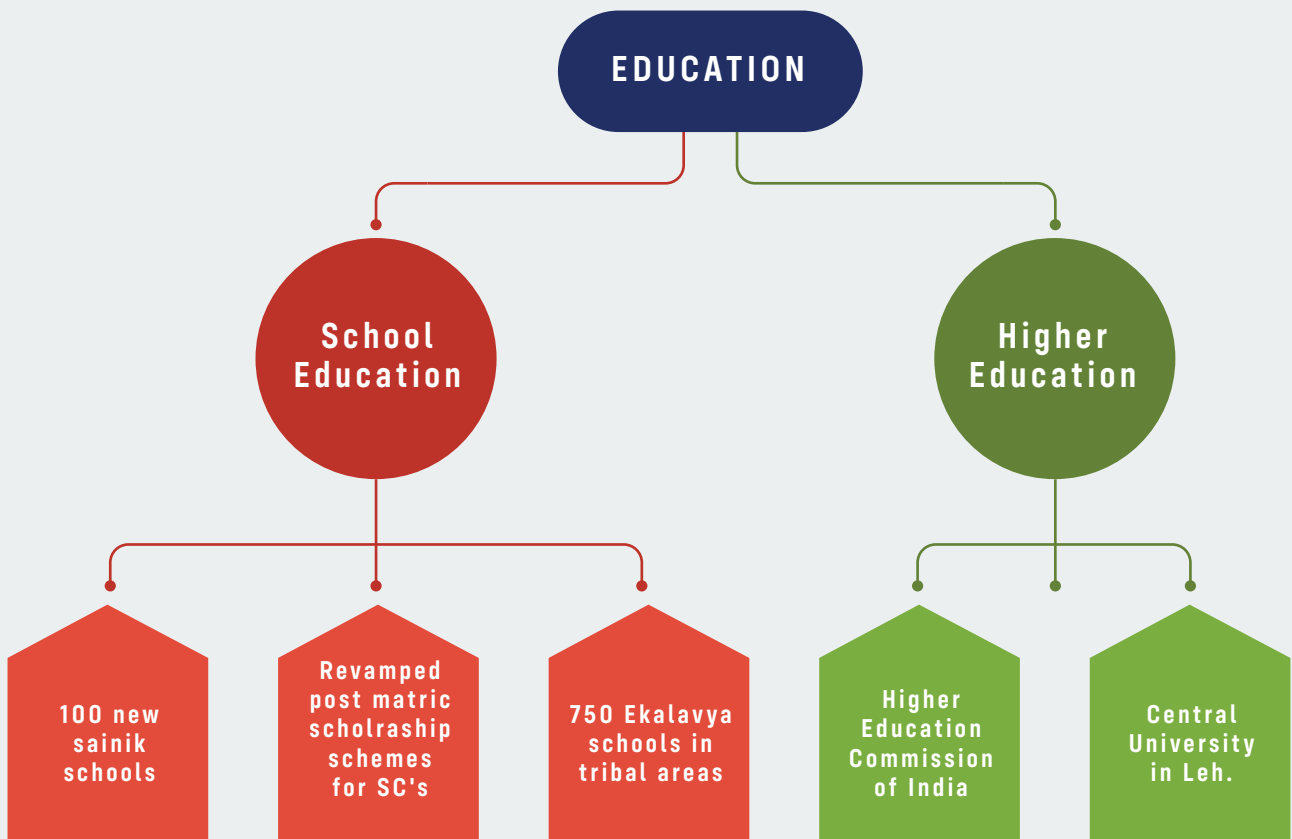 EDUCATION
School
Education
Higher
Education
100 new
sainik
schools
Revamped
post matric
scholraship
schemes
for SC's
750 Ekalavya
schools in
tribal areas
Higher
Education
Commission
of India
Central
University
in Leh.